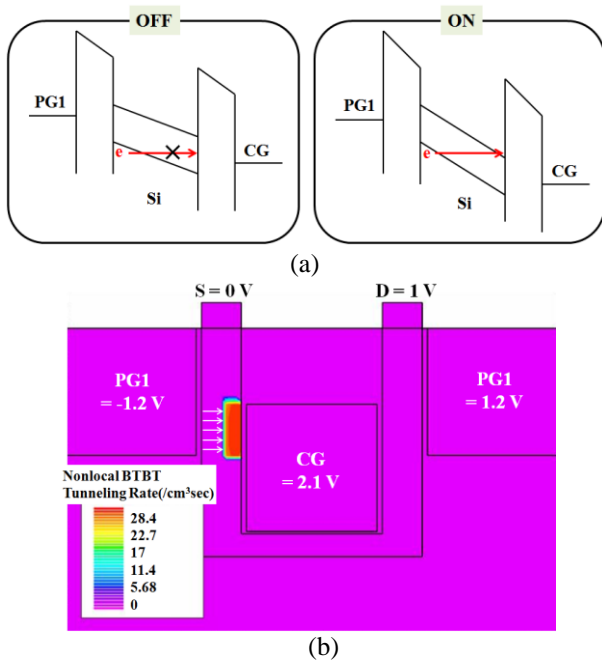 OFF
PG1
e
Si
CG
ON
PG1
e
Si
CG
(a)
S = 0 V
D = 1 V
PG1
= -1.2 V
PG1
= 1.2 V
CG
= 2.1 V
Nonlocal BTBT
Tunneling Rate(/cm³sec)
28.4
22.7
17
11.4
5.68
0
(b)